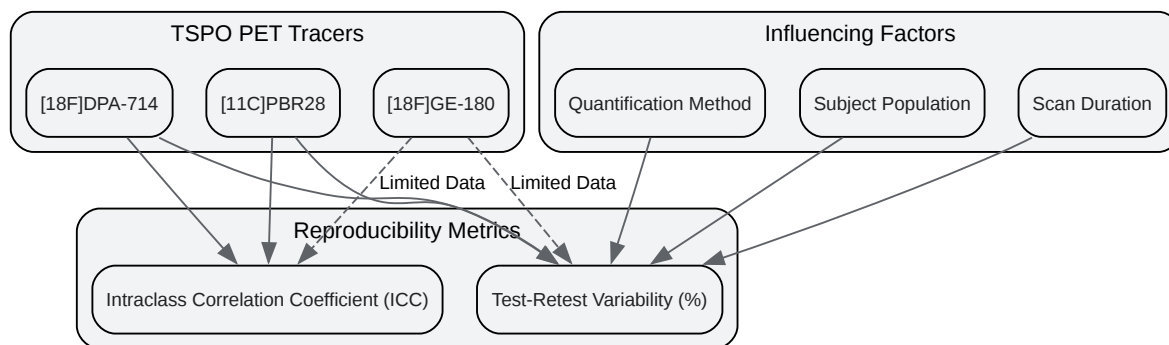 TSPO PET Tracers
Influencing Factors
[18F]DPA-714
[11C]PBR28
[18F]GE-180
Quantification Method
Subject Population
Scan Duration
Limited Data
Limited Data
Reproducibility Metrics
Intraclass Correlation Coefficient (ICC)
Test-Retest Variability (%)